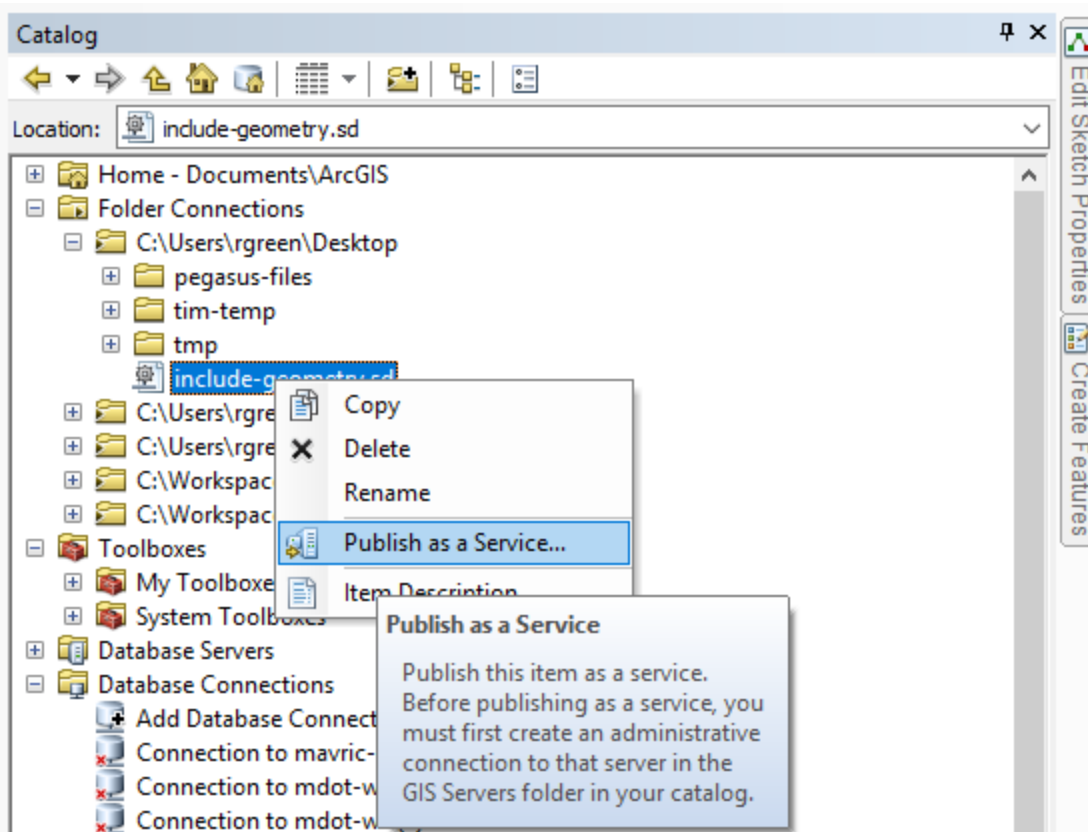 Catalog
Location: include-geometry.sd
Home - Documents\ArcGIS
Folder Connections
C:\Users\rgreen\Desktop
pegasus-files
tim-temp
tmp
include-geometry.sd
Copy
C:\Users\rgre
Delete
C:\Users\rgre
Rename
C:\Workspac
C:\Workspac
Publish as a Service...
Toolboxes
My Toolboxe
Item Description
System Toolboxes
Publish as a Service
Publish this item as a service.
Before publishing as a service, you
must first create an administrative
connection to that server in the
GIS Servers folder in your catalog.
Database Servers
Database Connections
Add Database Connect
Connection to mavric-
Connection to mdot-w
Connection to mdot-w
Edit Sketch Properties
Create Features